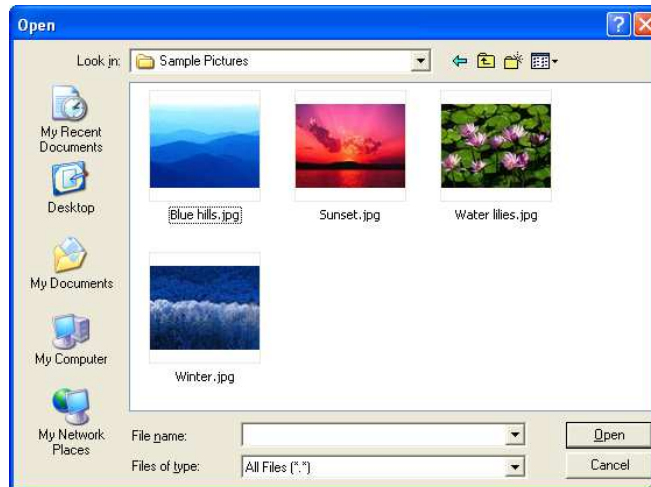 Open
Look in: Sample Pictures
My Recent
Documents
Desktop
My Documents
My Computer
My Network
Places
Blue hills.jpg
Sunset.jpg
Water lilies.jpg
Winter.jpg
File name:
Open
Files of type: All Files (*.*)
Cancel